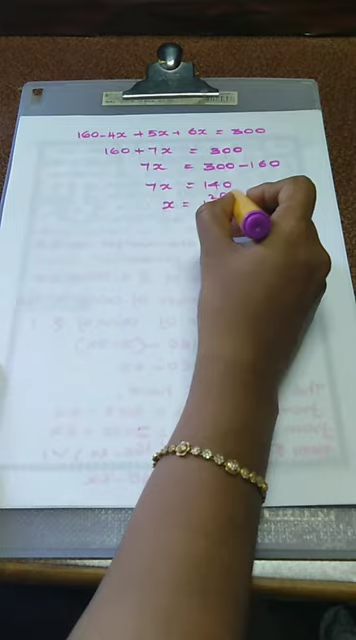 160-4x + 5x + 6x = 300
160 + 7x = 300
7x = 300 - 160
7x = 140
x =